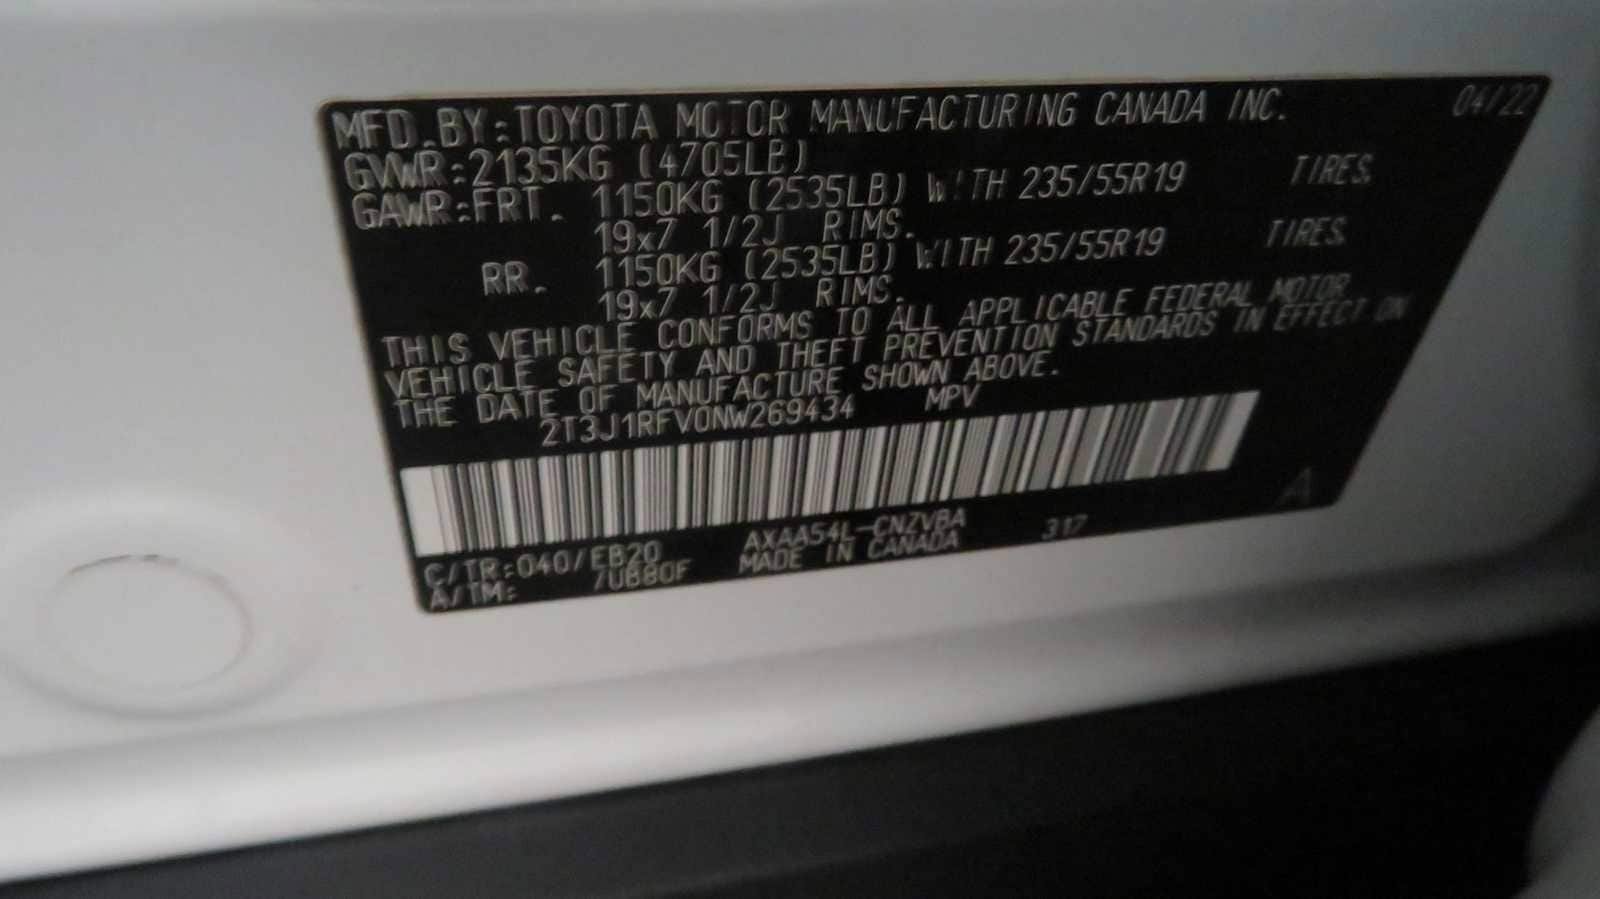 MFD.BY:TOYOTA MOTOR MANUFACTURING CANADA INC. 04/22
GVWR:2135KG (4705LB)
GAWR:FRT. 1150KG (2535LB) WITH 235/55R19 TIRES.
19x7 1/2J RIMS.
RR. 1150KG (2535LB) WITH 235/55R19 TIRES.
19x7 1/2J RIMS.
THIS VEHICLE CONFORMS TO ALL APPLICABLE FEDERAL MOTOR
VEHICLE SAFETY AND THEFT PREVENTION STANDARDS IN EFFECT ON
THE DATE OF MANUFACTURE SHOWN ABOVE.
2T3J1RFV0NW269434 MPV
A
C/TR:040/EB20 AXAA54L-CNZVBA 317
A/TM: /UB80F MADE IN CANADA